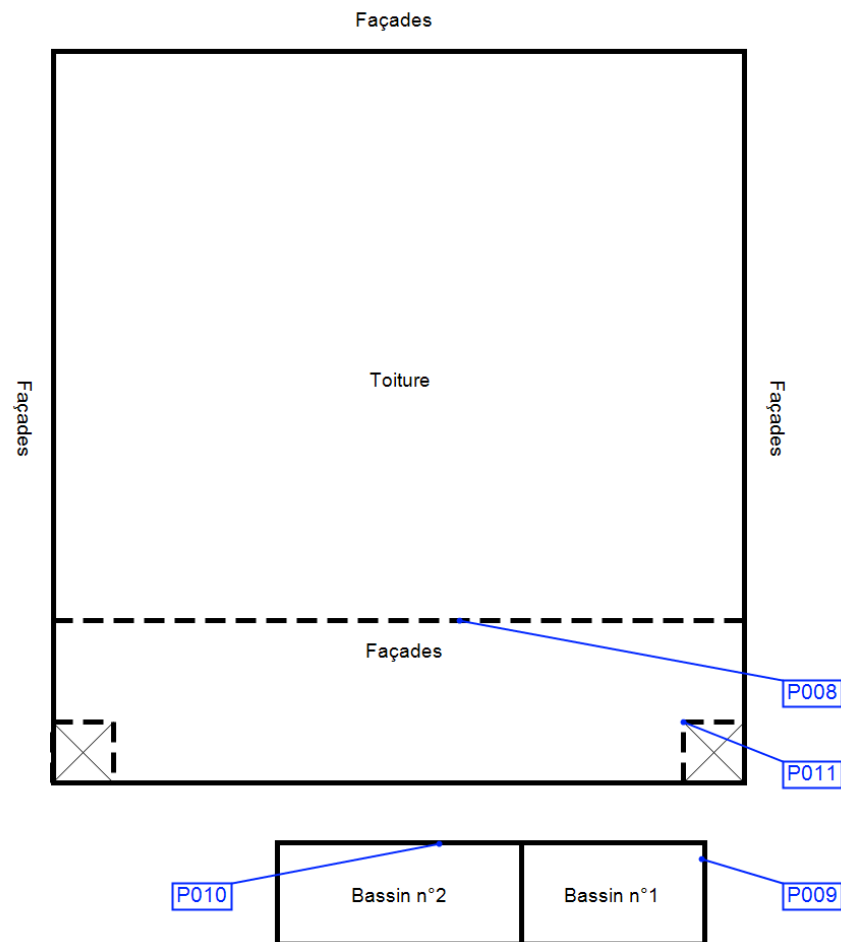 Façades
Façades
Toiture
Façades
Façades
P008
P011
P010
Bassin n°2
Bassin n°1
P009